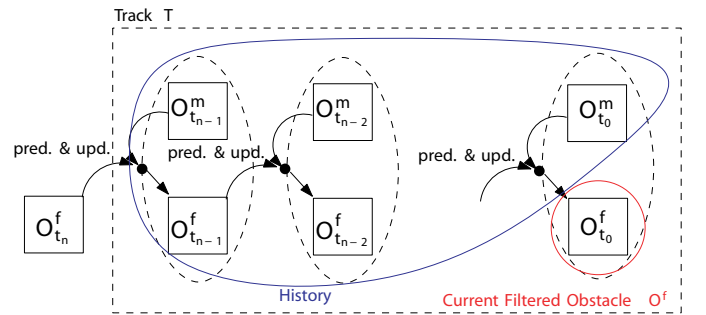 Track T
O^m_{t_{n-1}}
O^m_{t_{n-2}}
O^m_{t_0}
pred. & upd.
pred. & upd.
pred. & upd.
O^f_{t_n}
O^f_{t_{n-1}}
O^f_{t_{n-2}}
O^f_{t_0}
History
Current Filtered Obstacle O^f